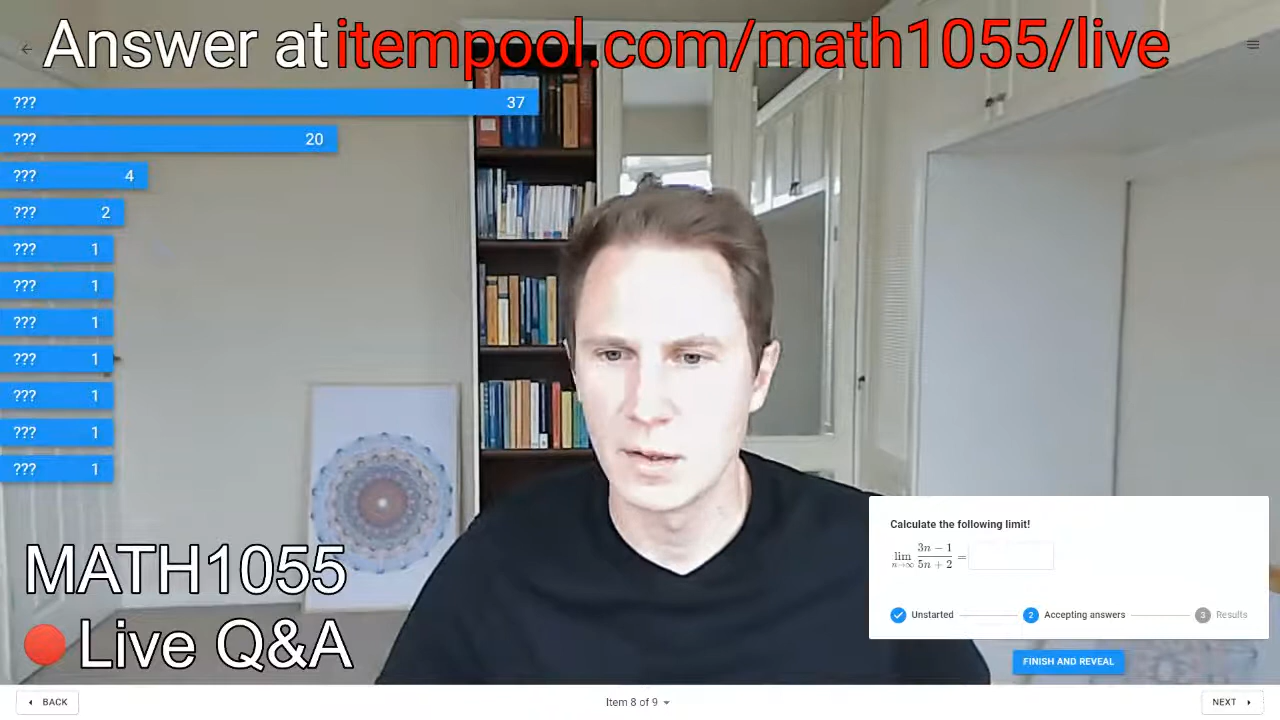 Answer at itempool.com/math1055/live
??? 37
??? 20
??? 4
??? 2
??? 1
??? 1
??? 1
??? 1
??? 1
??? 1
??? 1
MATH1055
Live Q&A
Calculate the following limit!
lim n→∞ 3n − 1 / 5n + 2 =
Unstarted 2 Accepting answers 3 Results
FINISH AND REVEAL
BACK Item 8 of 9 NEXT